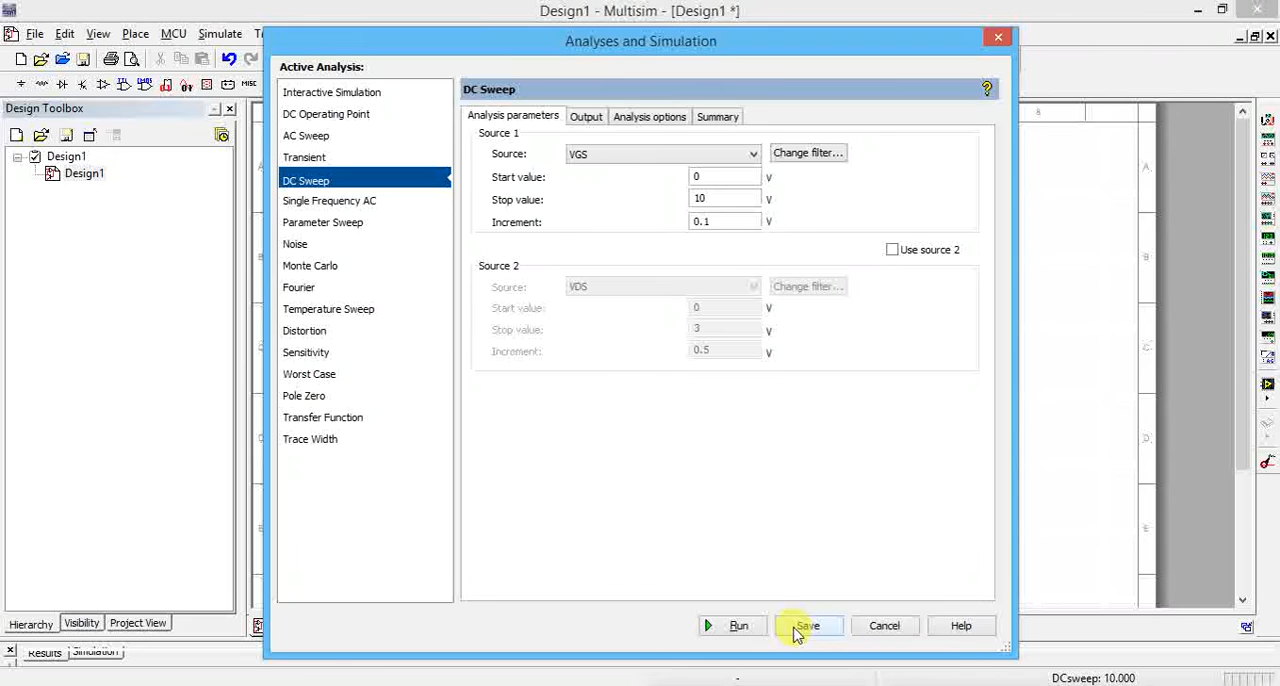 Design1 - Multisim - [Design1 *]
File Edit View Place MCU Simulate
Analyses and Simulation
Active Analysis:
Interactive Simulation
DC Operating Point
AC Sweep
Transient
DC Sweep
Single Frequency AC
Parameter Sweep
Noise
Monte Carlo
Fourier
Temperature Sweep
Distortion
Sensitivity
Worst Case
Pole Zero
Transfer Function
Trace Width
DC Sweep
Analysis parameters Output Analysis options Summary
Source 1
Source: VGS Change filter...
Start value: 0 V
Stop value: 10 V
Increment: 0.1 V
Use source 2
Source 2
Source: VDS Change filter...
Start value: 0 V
Stop value: 3 V
Increment: 0.5 V
Run Save Cancel Help
Design Toolbox
Design1
Design1
Hierarchy Visibility Project View
Results Simulation
DCsweep: 10.000